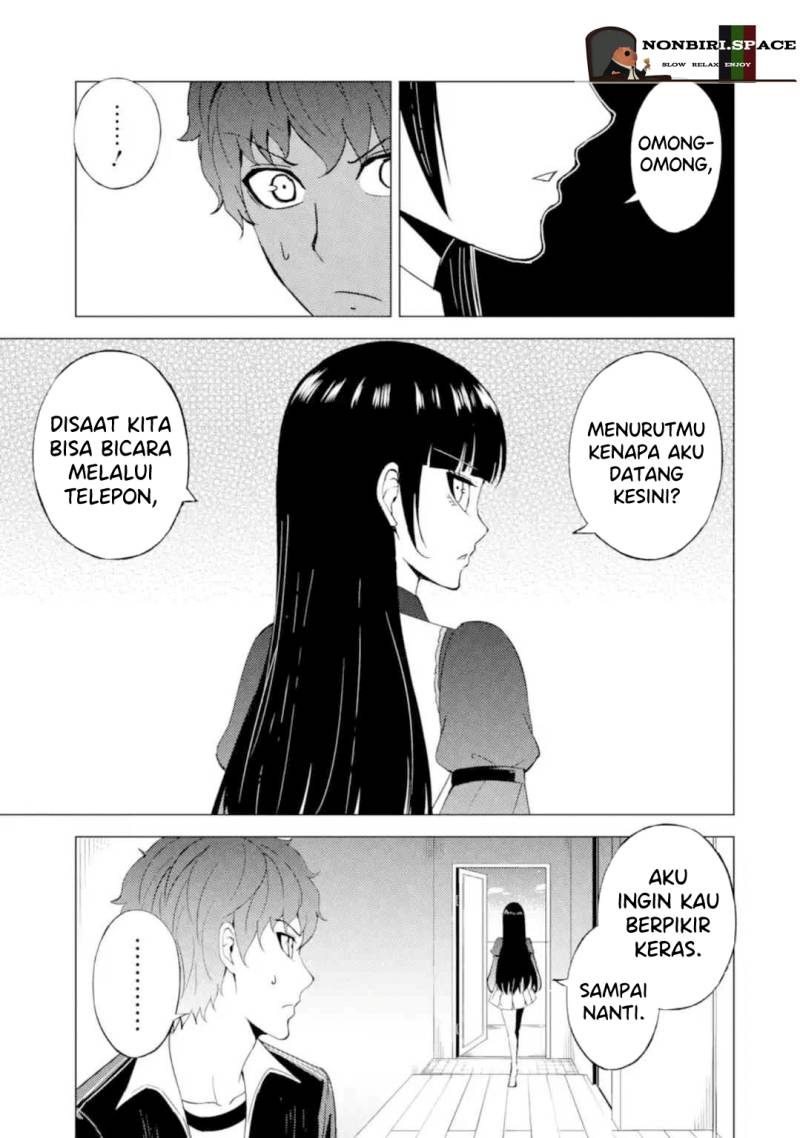 NONBIRI.SPACE
SLOW RELAX ENJOY
OMONG-
OMONG,
........!
MENURUTMU
KENAPA AKU
DATANG
KESINI?
DISAAT KITA
BISA BICARA
MELALUI
TELEPON,
AKU
INGIN KAU
BERPIKIR
KERAS.
SAMPAI
NANTI.
.........